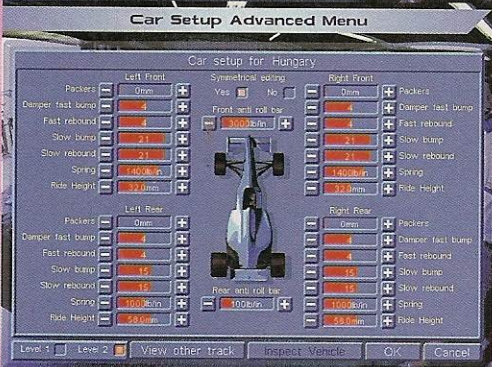 Car Setup Advanced Menu
Car setup for Hungary
Left Front
Packers 0mm
Damper fast bump 4
Fast rebound 4
Slow bump 21
Slow rebound 21
Spring 1400lb/in
Ride Height 32.0mm
Symmetrical editing
Yes No
Front anti roll bar
3000lb/in
Right Front
0mm Packers
4 Damper fast bump
4 Fast rebound
21 Slow bump
21 Slow rebound
1400lb/in Spring
32.0mm Ride Height
Left Rear
Packers 0mm
Damper fast bump 4
Fast rebound 4
Slow bump 15
Slow rebound 15
Spring 1000lb/in
Ride Height 58.0mm
Rear anti roll bar
100lb/in
Right Rear
0mm Packers
4 Damper fast bump
4 Fast rebound
15 Slow bump
15 Slow rebound
1000lb/in Spring
58.0mm Ride Height
Level 1 Level 2 View other track Inspect Vehicle OK Cancel